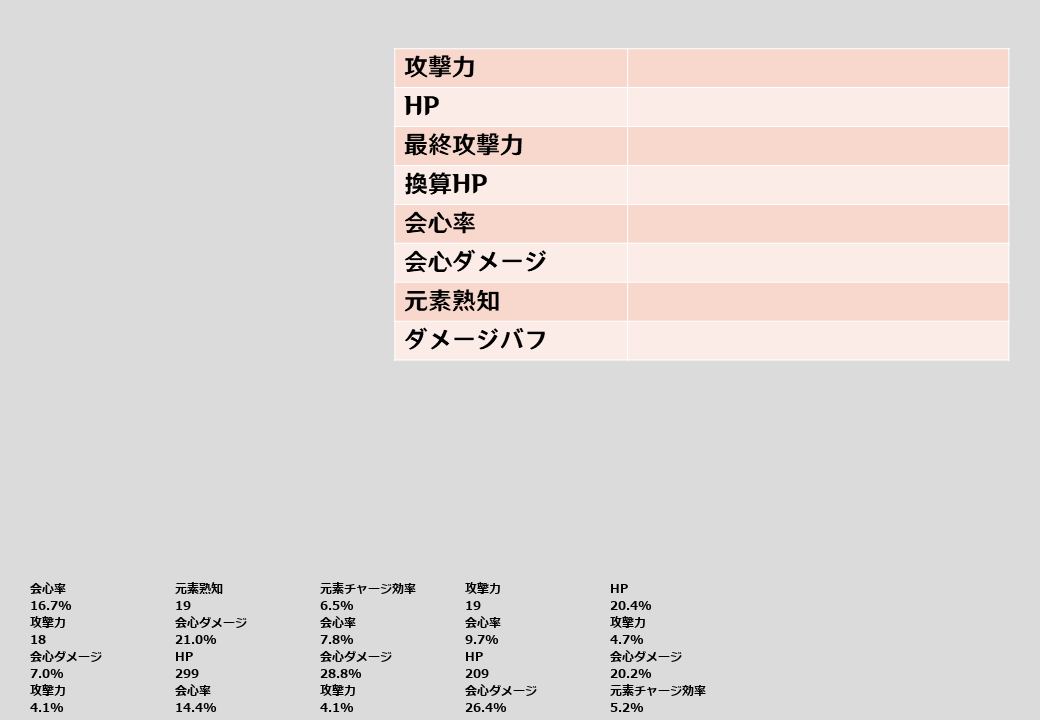 攻撃力
HP
最終攻撃力
換算HP
会心率
会心ダメージ
元素熟知
ダメージバフ
会心率
16.7%
攻撃力
18
会心ダメージ
7.0%
攻撃力
4.1%
元素熟知
19
会心ダメージ
21.0%
HP
299
会心率
14.4%
元素チャージ効率
6.5%
会心率
7.8%
会心ダメージ
28.8%
攻撃力
4.1%
攻撃力
19
会心率
9.7%
HP
209
会心ダメージ
26.4%
HP
20.4%
攻撃力
4.7%
会心ダメージ
20.2%
元素チャージ効率
5.2%